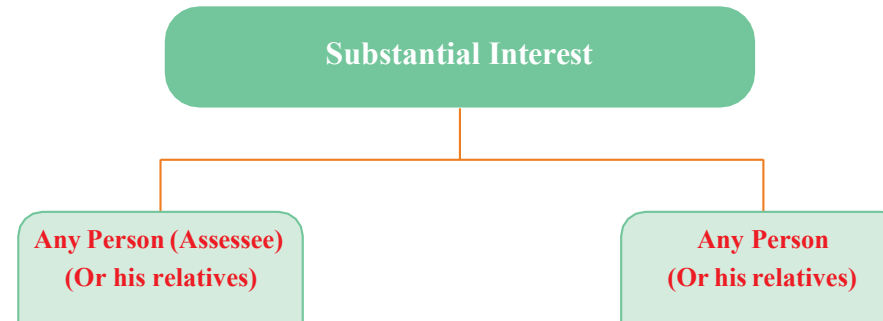 Substantial Interest
Any Person (Assessee)
(Or his relatives)
Any Person
(Or his relatives)